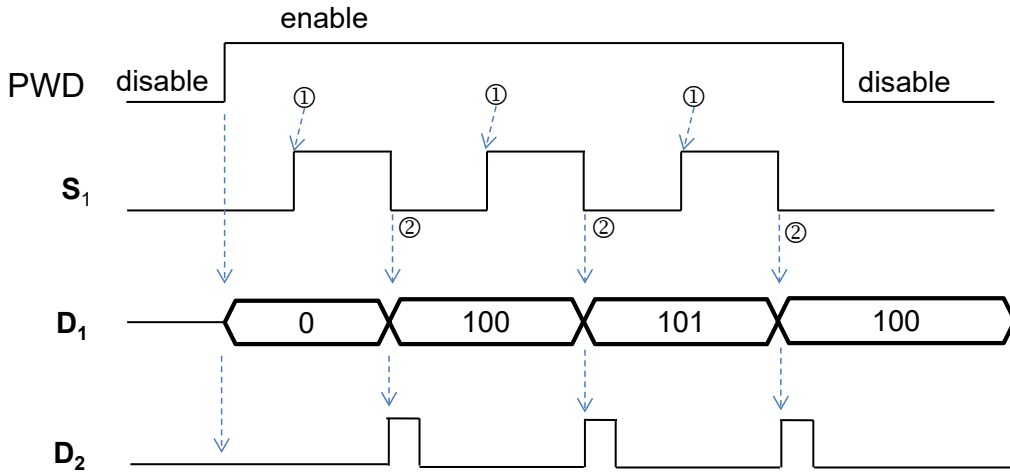 enable
PWD disable disable
① ① ①
S₁
② ② ②
D₁ 0 100 101 100
D₂